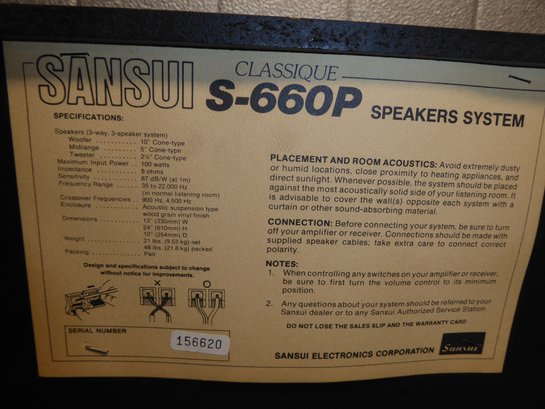 SANSUI
CLASSIQUE
S-660P SPEAKERS SYSTEM
SPECIFICATIONS:
Speakers (3-way, 3-speaker system)
Woofer . . . . . . . . . . 10" Cone-type
Midrange . . . . . . . . 5" Cone-type
Tweeter . . . . . . . . . 2½" Cone-type
Maximum Input Power . . 100 watts
Impedance . . . . . . . . . . 8 ohms
Sensitivity . . . . . . . . . . 87 dB/W (at 1m)
Frequency Range . . . . . . 35 to 22,000 Hz
(in normal listening room)
Crossover Frequencies . . . 900 Hz, 4,500 Hz
Enclosure . . . . . . . . . . Acoustic suspension type
wood grain vinyl finish
Dimensions . . . . . . . . . 13" (330mm) W
24" (610mm) H
10" (254mm) D
Weight . . . . . . . . . . . 21 lbs. (9.53 kg) net
48 lbs. (21.8 kg) packed
Packing . . . . . . . . . . . Pair.
Design and specifications subject to change
without notice for improvements.
SERIAL NUMBER
156620
PLACEMENT AND ROOM ACOUSTICS: Avoid extremely dusty
or humid locations, close proximity to heating appliances, and
direct sunlight. Whenever possible, the system should be placed
against the most acoustically solid side of your listening room. It
is advisable to cover the wall(s) opposite each system with a
curtain or other sound-absorbing material.
CONNECTION: Before connecting your system, be sure to turn
off your amplifier or receiver. Connections should be made with
supplied speaker cables; take extra care to connect correct
polarity.
NOTES:
1. When controlling any switches on your amplifier or receiver,
be sure to first turn the volume control to its minimum
position.
2. Any questions about your system should be referred to your
Sansui dealer or to any Sansui Authorized Service Station.
DO NOT LOSE THE SALES SLIP AND THE WARRANTY CARD
SANSUI ELECTRONICS CORPORATION Sansui